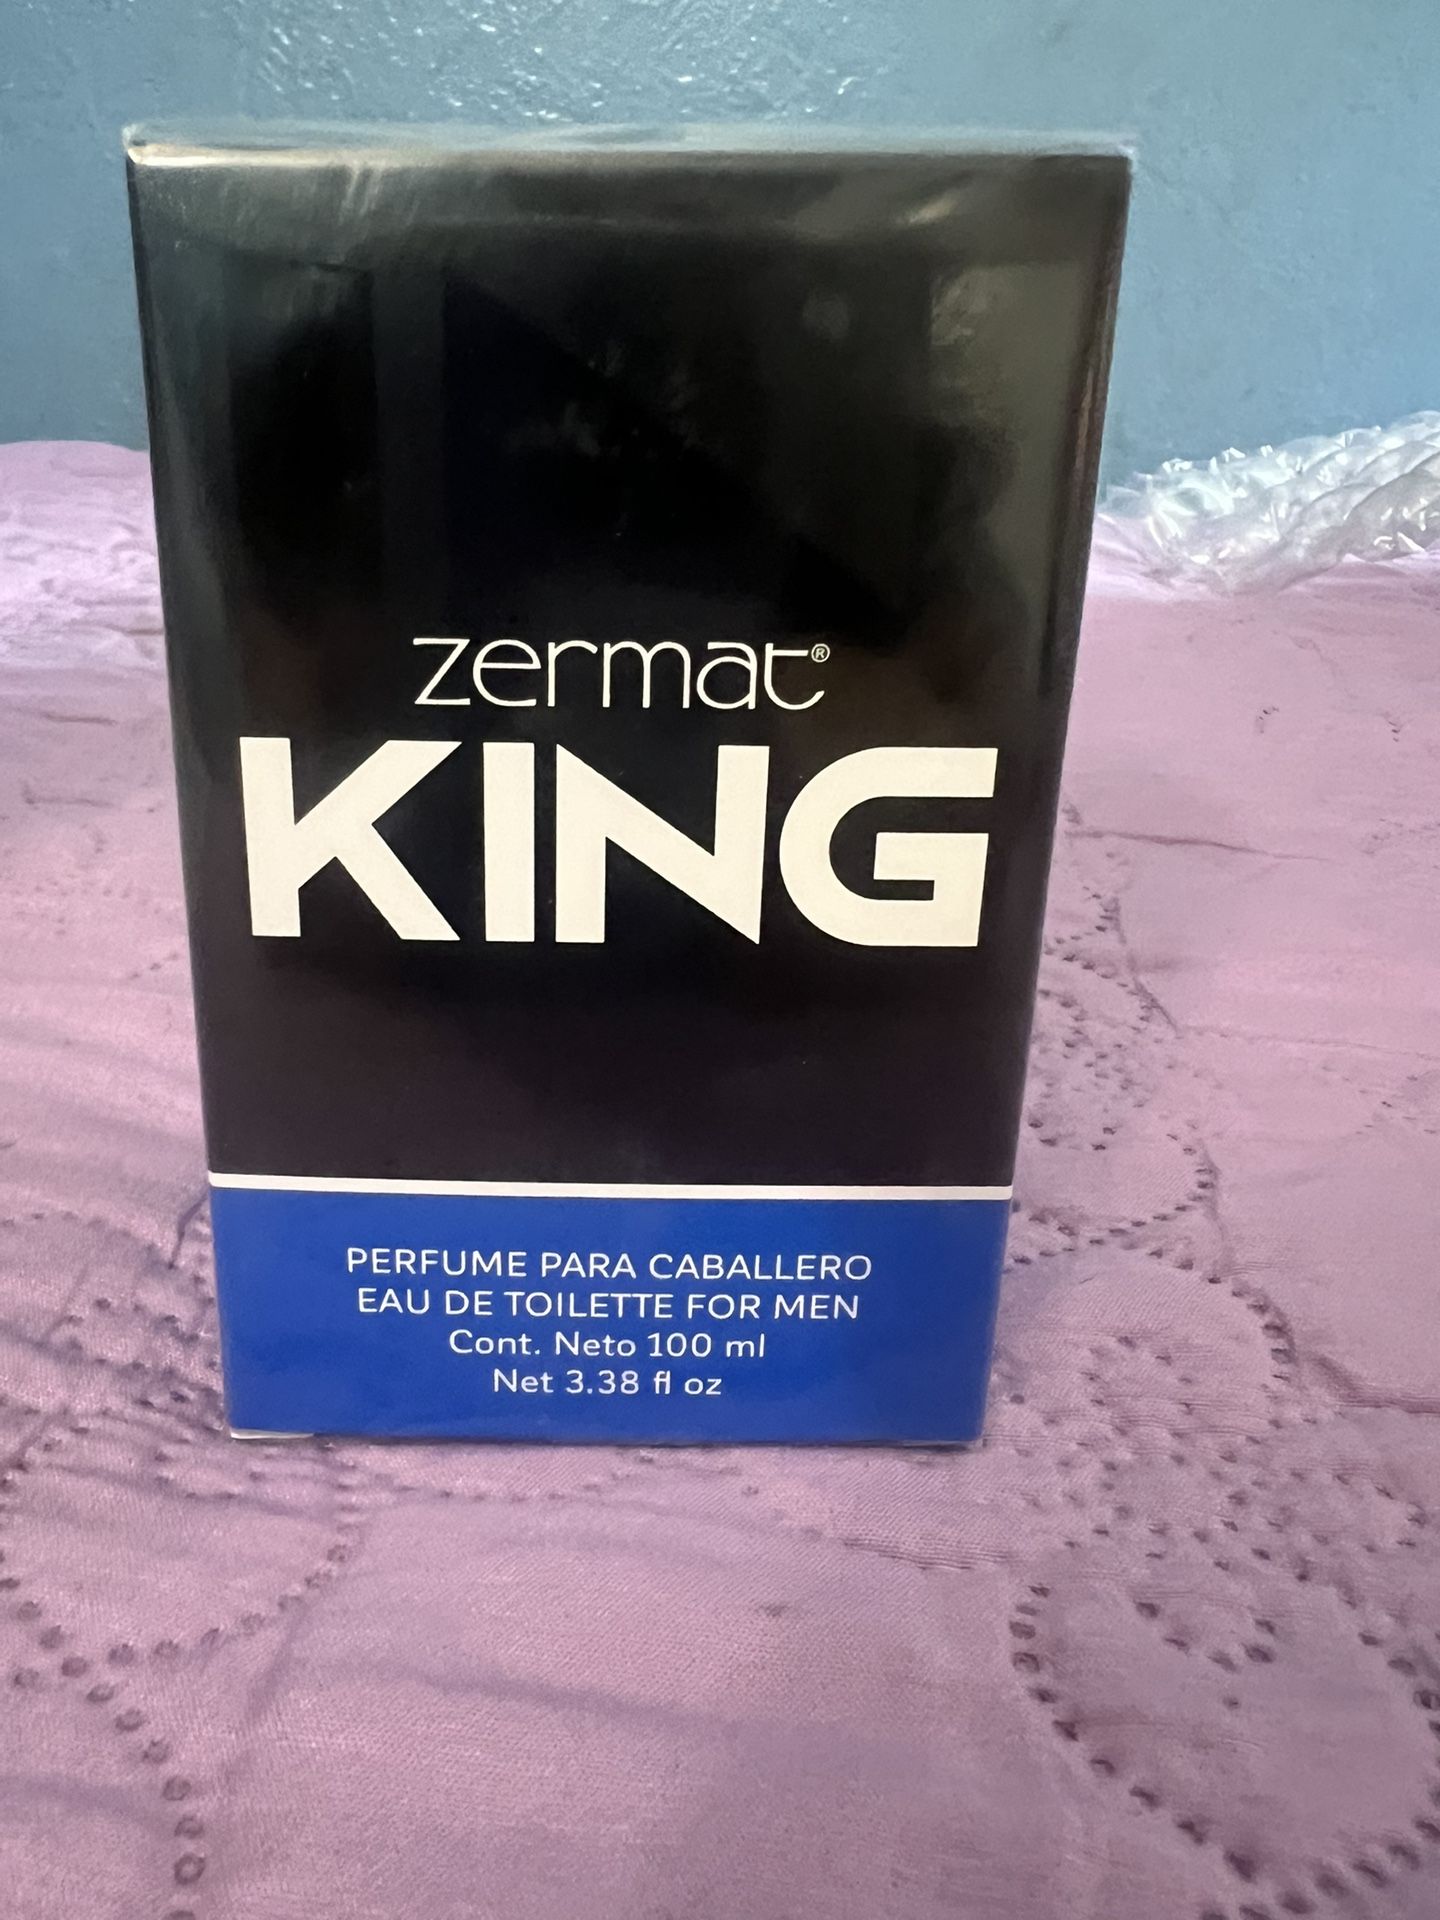 zermat®
KING
PERFUME PARA CABALLERO
EAU DE TOILETTE FOR MEN
Cont. Neto 100 ml
Net 3.38 fl oz